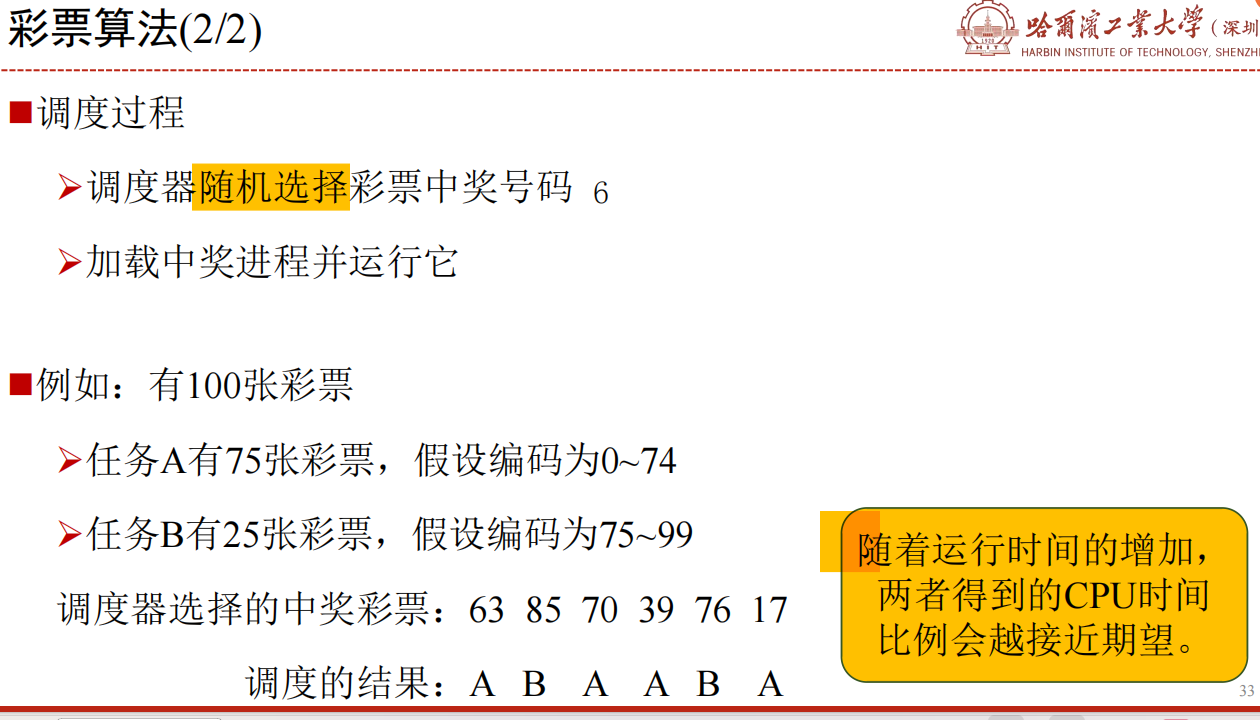 彩票算法(2/2)
哈爾濱工業大學（深圳
HARBIN INSTITUTE OF TECHNOLOGY, SHENZH
HIT
1920
■调度过程
➢调度器随机选择彩票中奖号码 6
➢加载中奖进程并运行它
■例如：有100张彩票
➢任务A有75张彩票，假设编码为0~74
➢任务B有25张彩票，假设编码为75~99
随着运行时间的增加，
两者得到的CPU时间
比例会越接近期望。
调度器选择的中奖彩票：63 85 70 39 76 17
调度的结果：A B A A B A
33